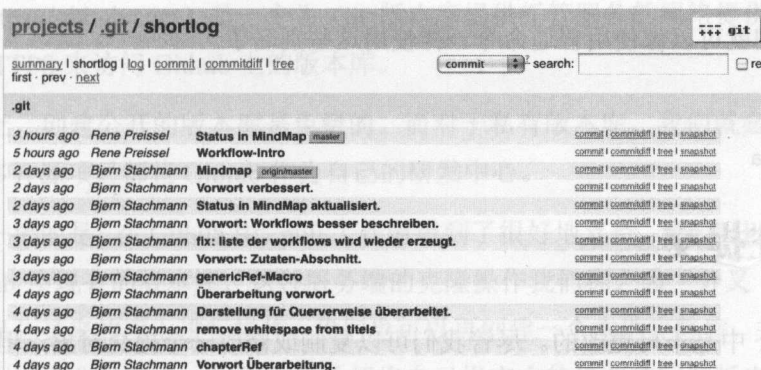 projects / .git / shortlog
git
summary | shortlog | log | commit | commitdiff | tree
commit ? search: re
first · prev · next
.git
3 hours ago Rene Preissel Status in MindMap master commit | commitdiff | tree | snapshot
5 hours ago Rene Preissel Workflow-Intro commit | commitdiff | tree | snapshot
2 days ago Bjørn Stachmann Mindmap origin/master commit | commitdiff | tree | snapshot
2 days ago Bjørn Stachmann Vorwort verbessert. commit | commitdiff | tree | snapshot
2 days ago Bjørn Stachmann Status in MindMap aktualisiert. commit | commitdiff | tree | snapshot
3 days ago Bjørn Stachmann Vorwort: Workflows besser beschreiben. commit | commitdiff | tree | snapshot
3 days ago Bjørn Stachmann fix: liste der workflows wird wieder erzeugt. commit | commitdiff | tree | snapshot
3 days ago Bjørn Stachmann Vorwort: Zutaten-Abschnitt. commit | commitdiff | tree | snapshot
3 days ago Bjørn Stachmann genericRef-Macro commit | commitdiff | tree | snapshot
4 days ago Bjørn Stachmann Überarbeitung vorwort. commit | commitdiff | tree | snapshot
4 days ago Bjørn Stachmann Darstellung für Querverweise überarbeitet. commit | commitdiff | tree | snapshot
4 days ago Bjørn Stachmann remove whitespace from titels commit | commitdiff | tree | snapshot
4 days ago Bjørn Stachmann chapterRef commit | commitdiff | tree | snapshot
4 days ago Bjørn Stachmann Vorwort Überarbeitung. commit | commitdiff | tree | snapshot